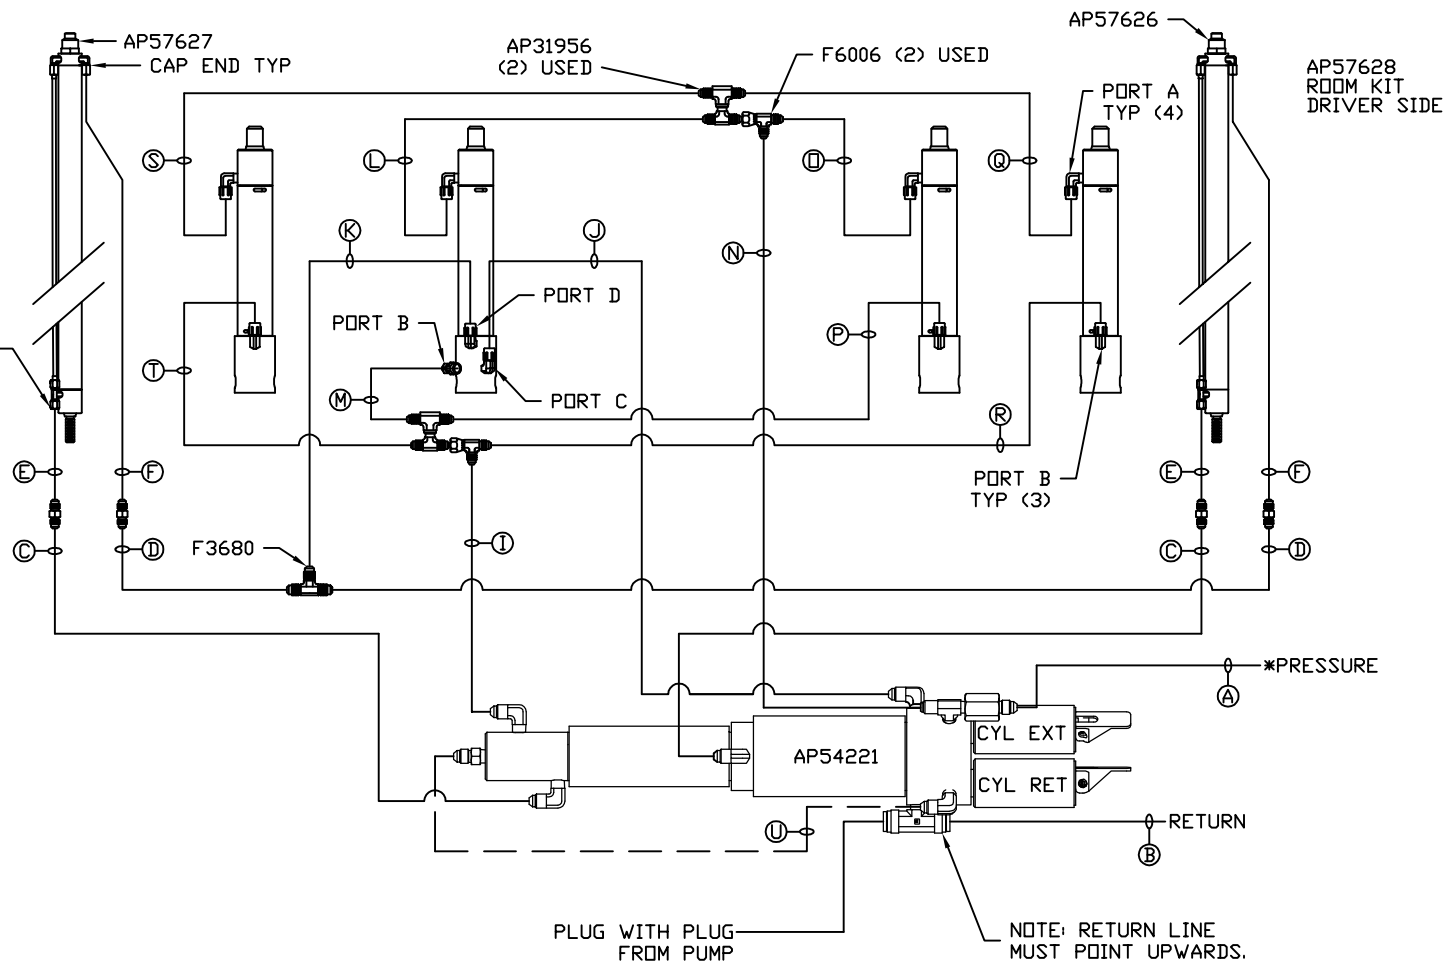 AP57626
AP57627
CAP END TYP
AP31956
(2) USED
F6006 (2) USED
PORT A
TYP (4)
AP57628
ROOM KIT
DRIVER SIDE
S
L
O
Q
K
J
N
PORT D
PORT B
P
T
M
PORT C
R
E
F
PORT B
TYP (3)
E
F
C
D
F3680
I
C
D
*PRESSURE
A
CYL EXT
AP54221
CYL RET
U
RETURN
B
PLUG WITH PLUG
FROM PUMP
NOTE: RETURN LINE
MUST POINT UPWARDS.